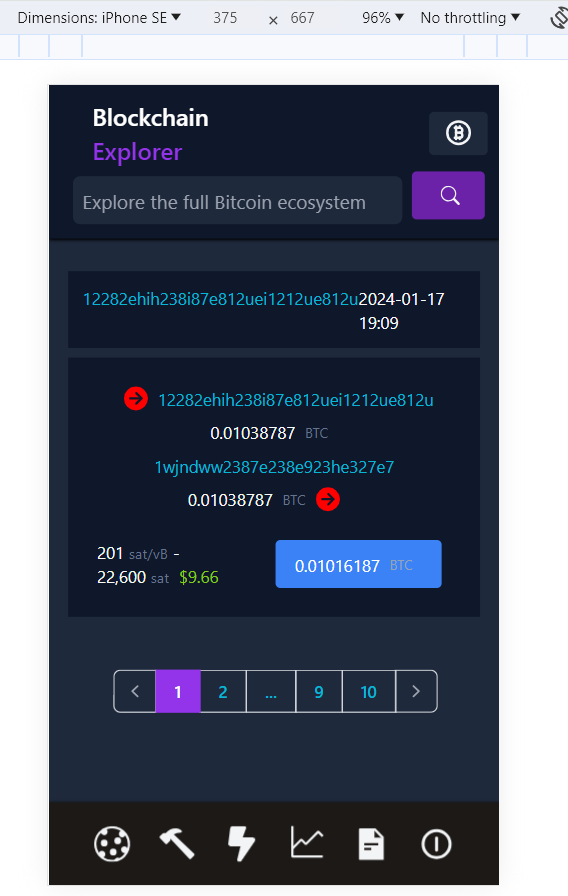 Dimensions: iPhone SE ▼ 375 × 667 96% ▼ No throttling ▼
Blockchain
Explorer
Explore the full Bitcoin ecosystem
12282ehih238i87e812uei1212ue812u 2024-01-17
19:09
12282ehih238i87e812uei1212ue812u
0.01038787 BTC
1wjndww2387e238e923he327e7
0.01038787 BTC
201 sat/vB -
22,600 sat $9.66
0.01016187 BTC
< 1 2 ... 9 10 >